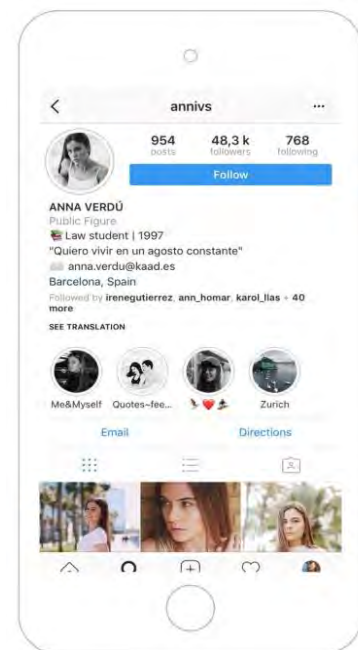 annivs
954 48,3 k 768
posts followers following
Follow
ANNA VERDÚ
Public Figure
Law student | 1997
"Quiero vivir en un agosto constante"
anna.verdu@kaad.es
Barcelona, Spain
Followed by irenegutierrez, ann_homar, karol_llas + 40
more
SEE TRANSLATION
Me&Myself Quotes-fee... Zurich
Email Directions